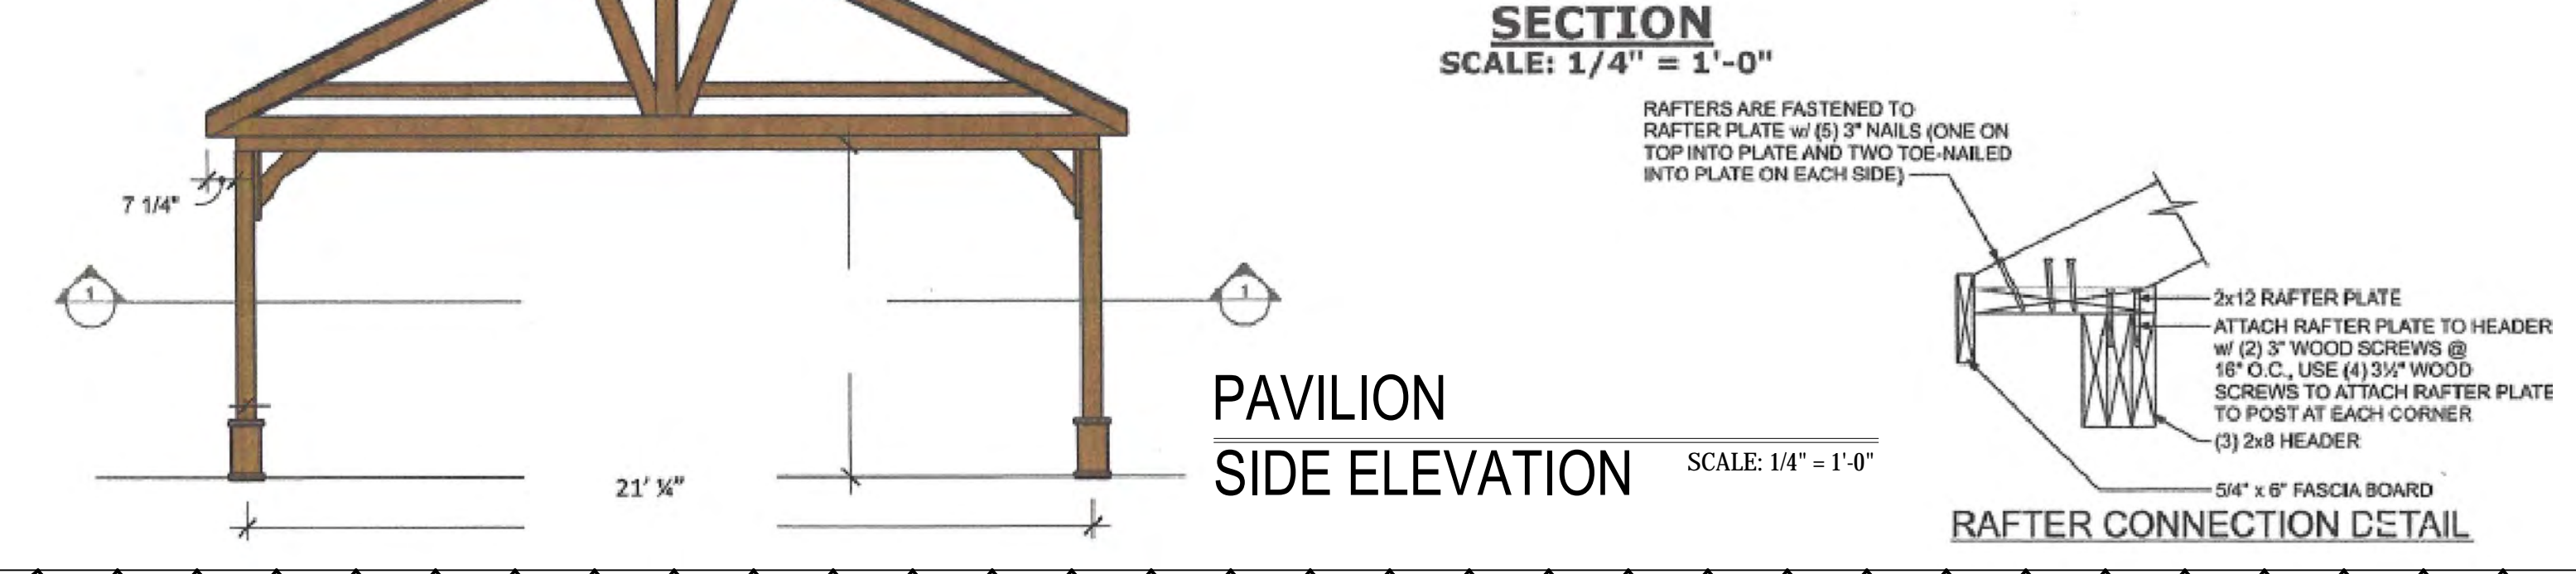 SECTION
SCALE: 1/4" = 1'-0"
RAFTERS ARE FASTENED TO
RAFTER PLATE w/ (5) 3" NAILS (ONE ON
TOP INTO PLATE AND TWO TOE-NAILED
INTO PLATE ON EACH SIDE)
7 1/4"
1
1
2x12 RAFTER PLATE
ATTACH RAFTER PLATE TO HEADER
w/ (2) 3" WOOD SCREWS @
16" O.C., USE (4) 3½" WOOD
SCREWS TO ATTACH RAFTER PLATE
TO POST AT EACH CORNER
(3) 2x8 HEADER
5/4" x 6" FASCIA BOARD
RAFTER CONNECTION DETAIL
PAVILION
SIDE ELEVATION
SCALE: 1/4" = 1'-0"
21' ¼"